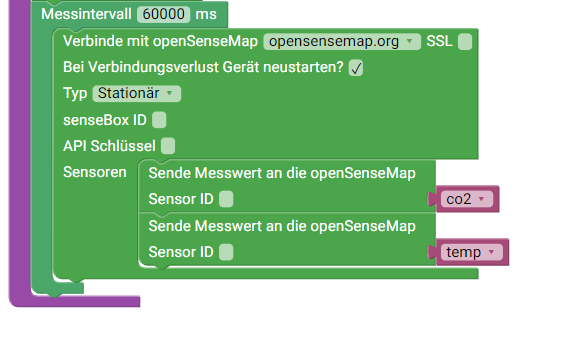 Messintervall 60000 ms
Verbinde mit openSenseMap opensensemap.org SSL
Bei Verbindungsverlust Gerät neustarten? ✓
Typ Stationär
senseBox ID
API Schlüssel
Sensoren Sende Messwert an die openSenseMap
Sensor ID co2
Sende Messwert an die openSenseMap
Sensor ID temp